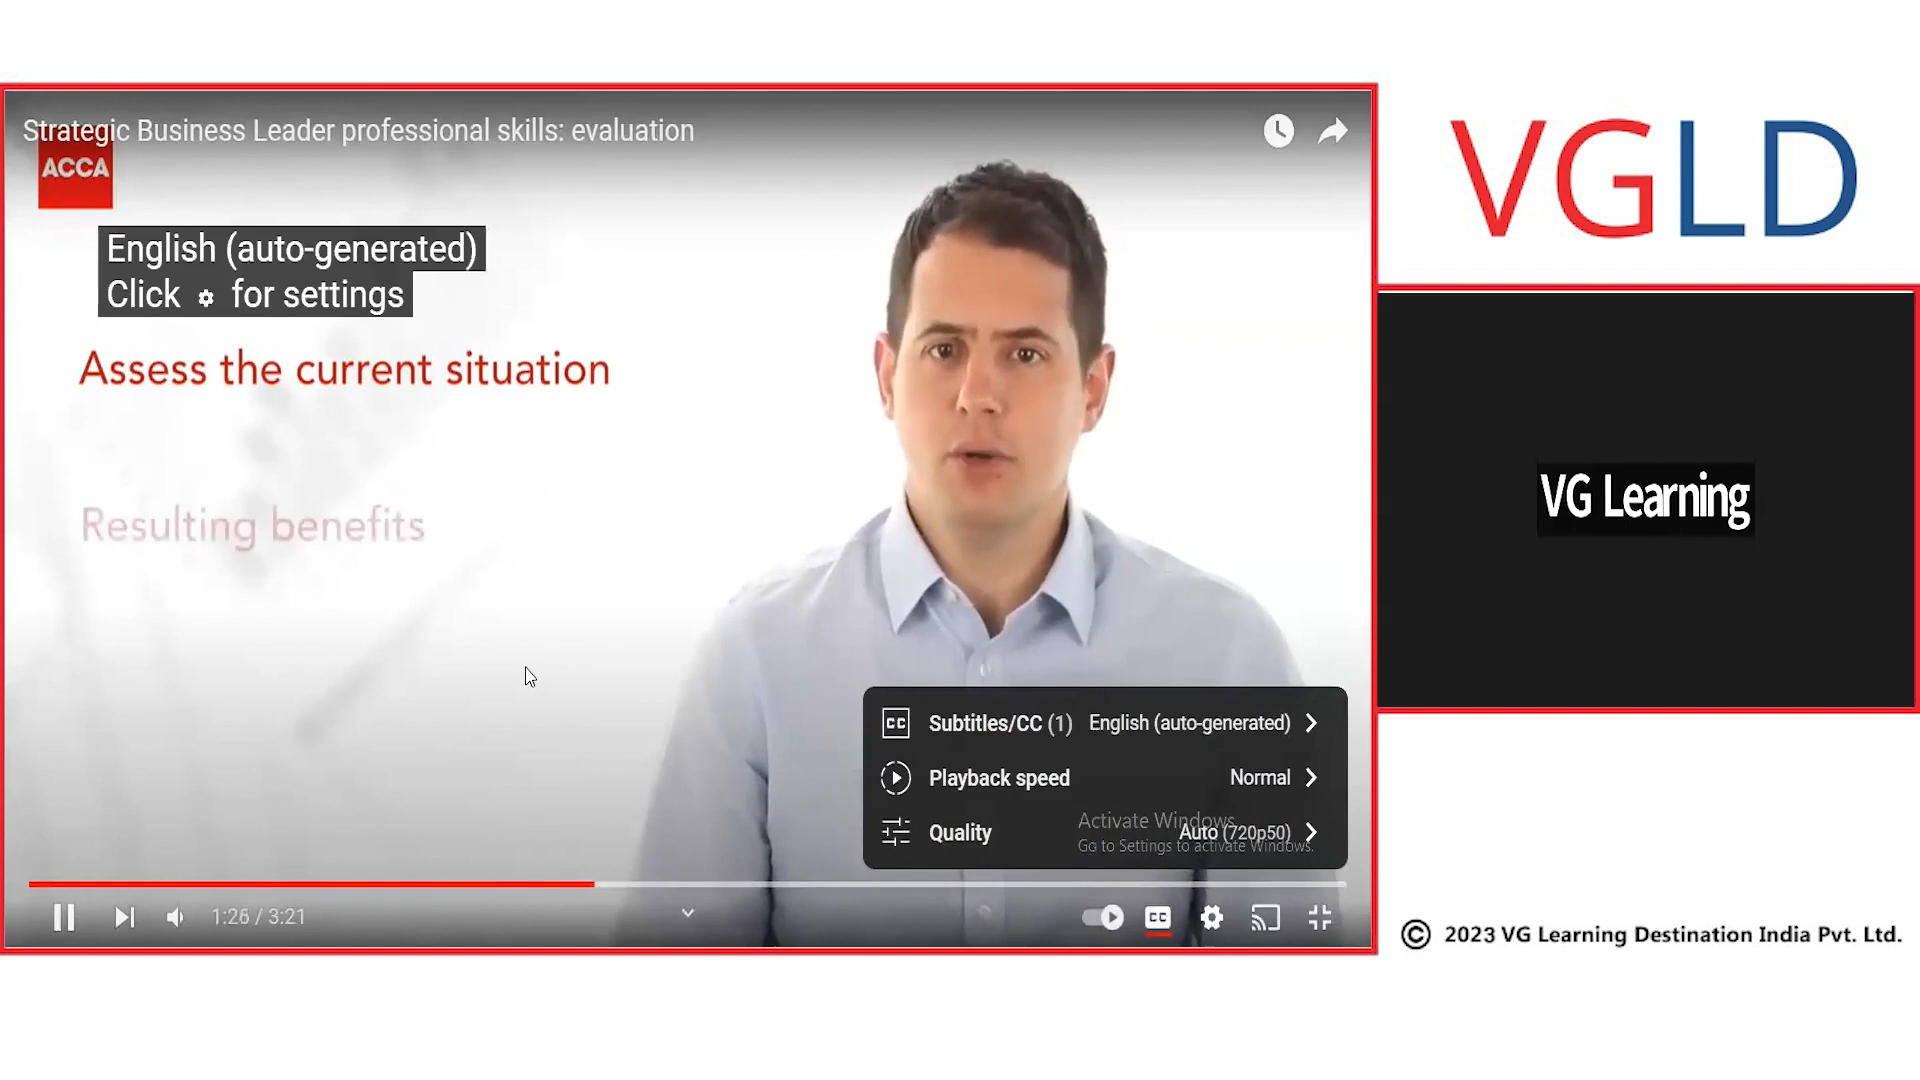 Strategic Business Leader professional skills: evaluation
ACCA
English (auto-generated)
Click for settings
Assess the current situation
Resulting benefits
Subtitles/CC (1) English (auto-generated)
Playback speed Normal
Quality Auto (720p50)
Activate Windows
Go to Settings to activate Windows.
1:26 / 3:21
CC
VGLD
VG Learning
© 2023 VG Learning Destination India Pvt. Ltd.